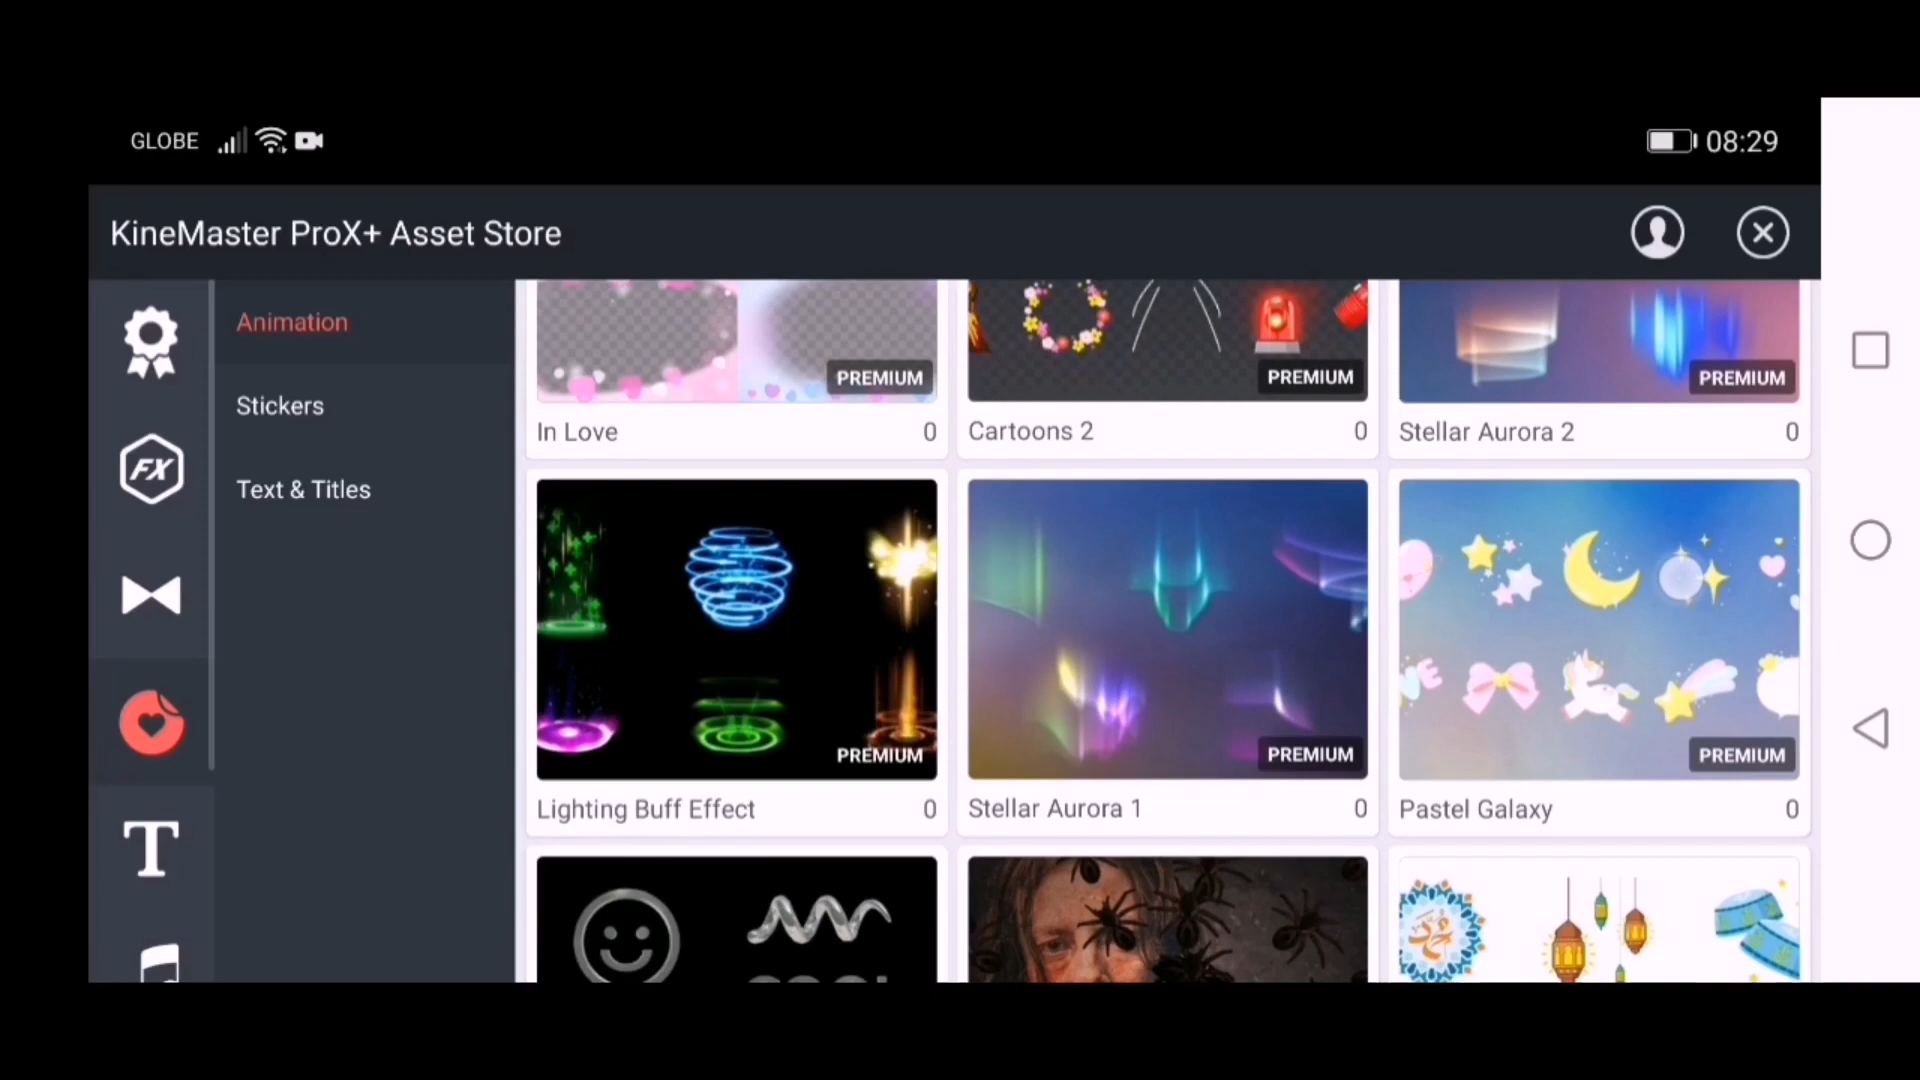 GLOBE 08:29
KineMaster ProX+ Asset Store
Animation
Stickers
Text & Titles
PREMIUM PREMIUM PREMIUM
In Love 0 Cartoons 2 0 Stellar Aurora 2 0
PREMIUM PREMIUM PREMIUM
Lighting Buff Effect 0 Stellar Aurora 1 0 Pastel Galaxy 0
FX
T